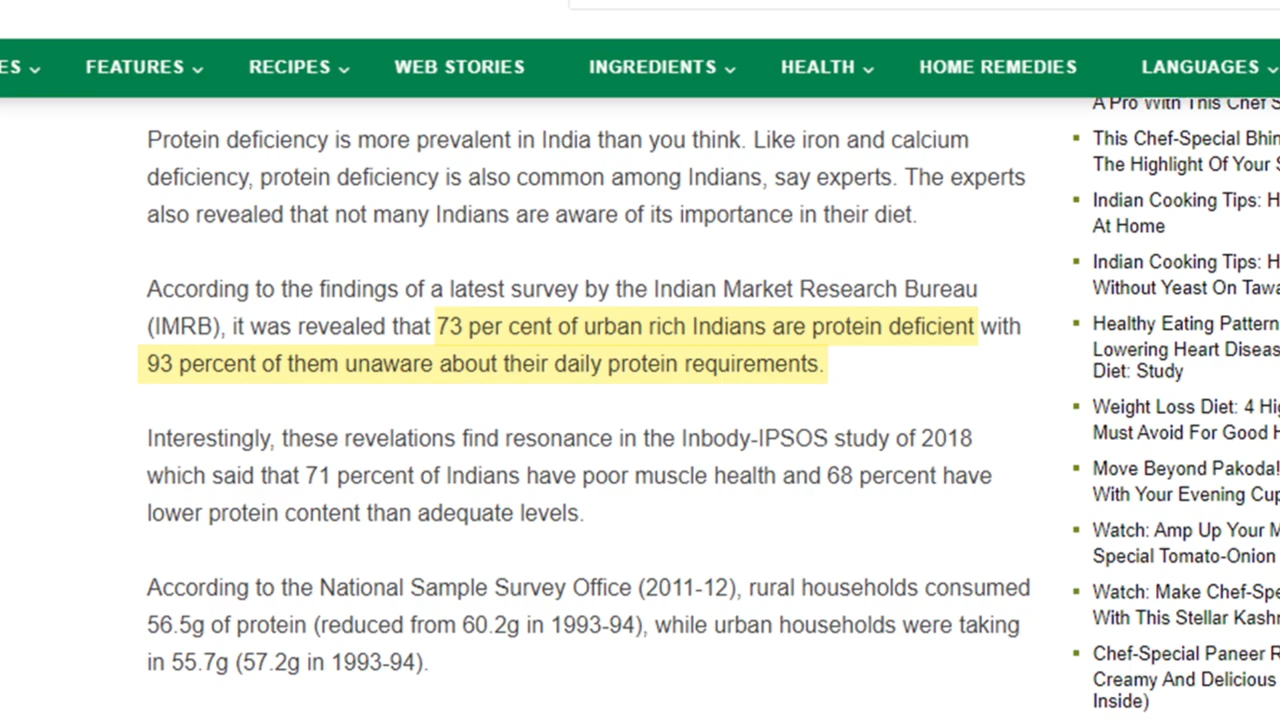 ES FEATURES RECIPES WEB STORIES INGREDIENTS HEALTH HOME REMEDIES LANGUAGES
Protein deficiency is more prevalent in India than you think. Like iron and calcium
deficiency, protein deficiency is also common among Indians, say experts. The experts
also revealed that not many Indians are aware of its importance in their diet.
According to the findings of a latest survey by the Indian Market Research Bureau
(IMRB), it was revealed that 73 per cent of urban rich Indians are protein deficient with
93 percent of them unaware about their daily protein requirements.
Interestingly, these revelations find resonance in the Inbody-IPSOS study of 2018
which said that 71 percent of Indians have poor muscle health and 68 percent have
lower protein content than adequate levels.
According to the National Sample Survey Office (2011-12), rural households consumed
56.5g of protein (reduced from 60.2g in 1993-94), while urban households were taking
in 55.7g (57.2g in 1993-94).
A Pro With This Chef S
This Chef-Special Bhin
The Highlight Of Your S
Indian Cooking Tips: H
At Home
Indian Cooking Tips: H
Without Yeast On Tawa
Healthy Eating Pattern
Lowering Heart Diseas
Diet: Study
Weight Loss Diet: 4 Hig
Must Avoid For Good H
Move Beyond Pakoda!
With Your Evening Cup
Watch: Amp Up Your M
Special Tomato-Onion
Watch: Make Chef-Spe
With This Stellar Kashm
Chef-Special Paneer R
Creamy And Delicious
Inside)